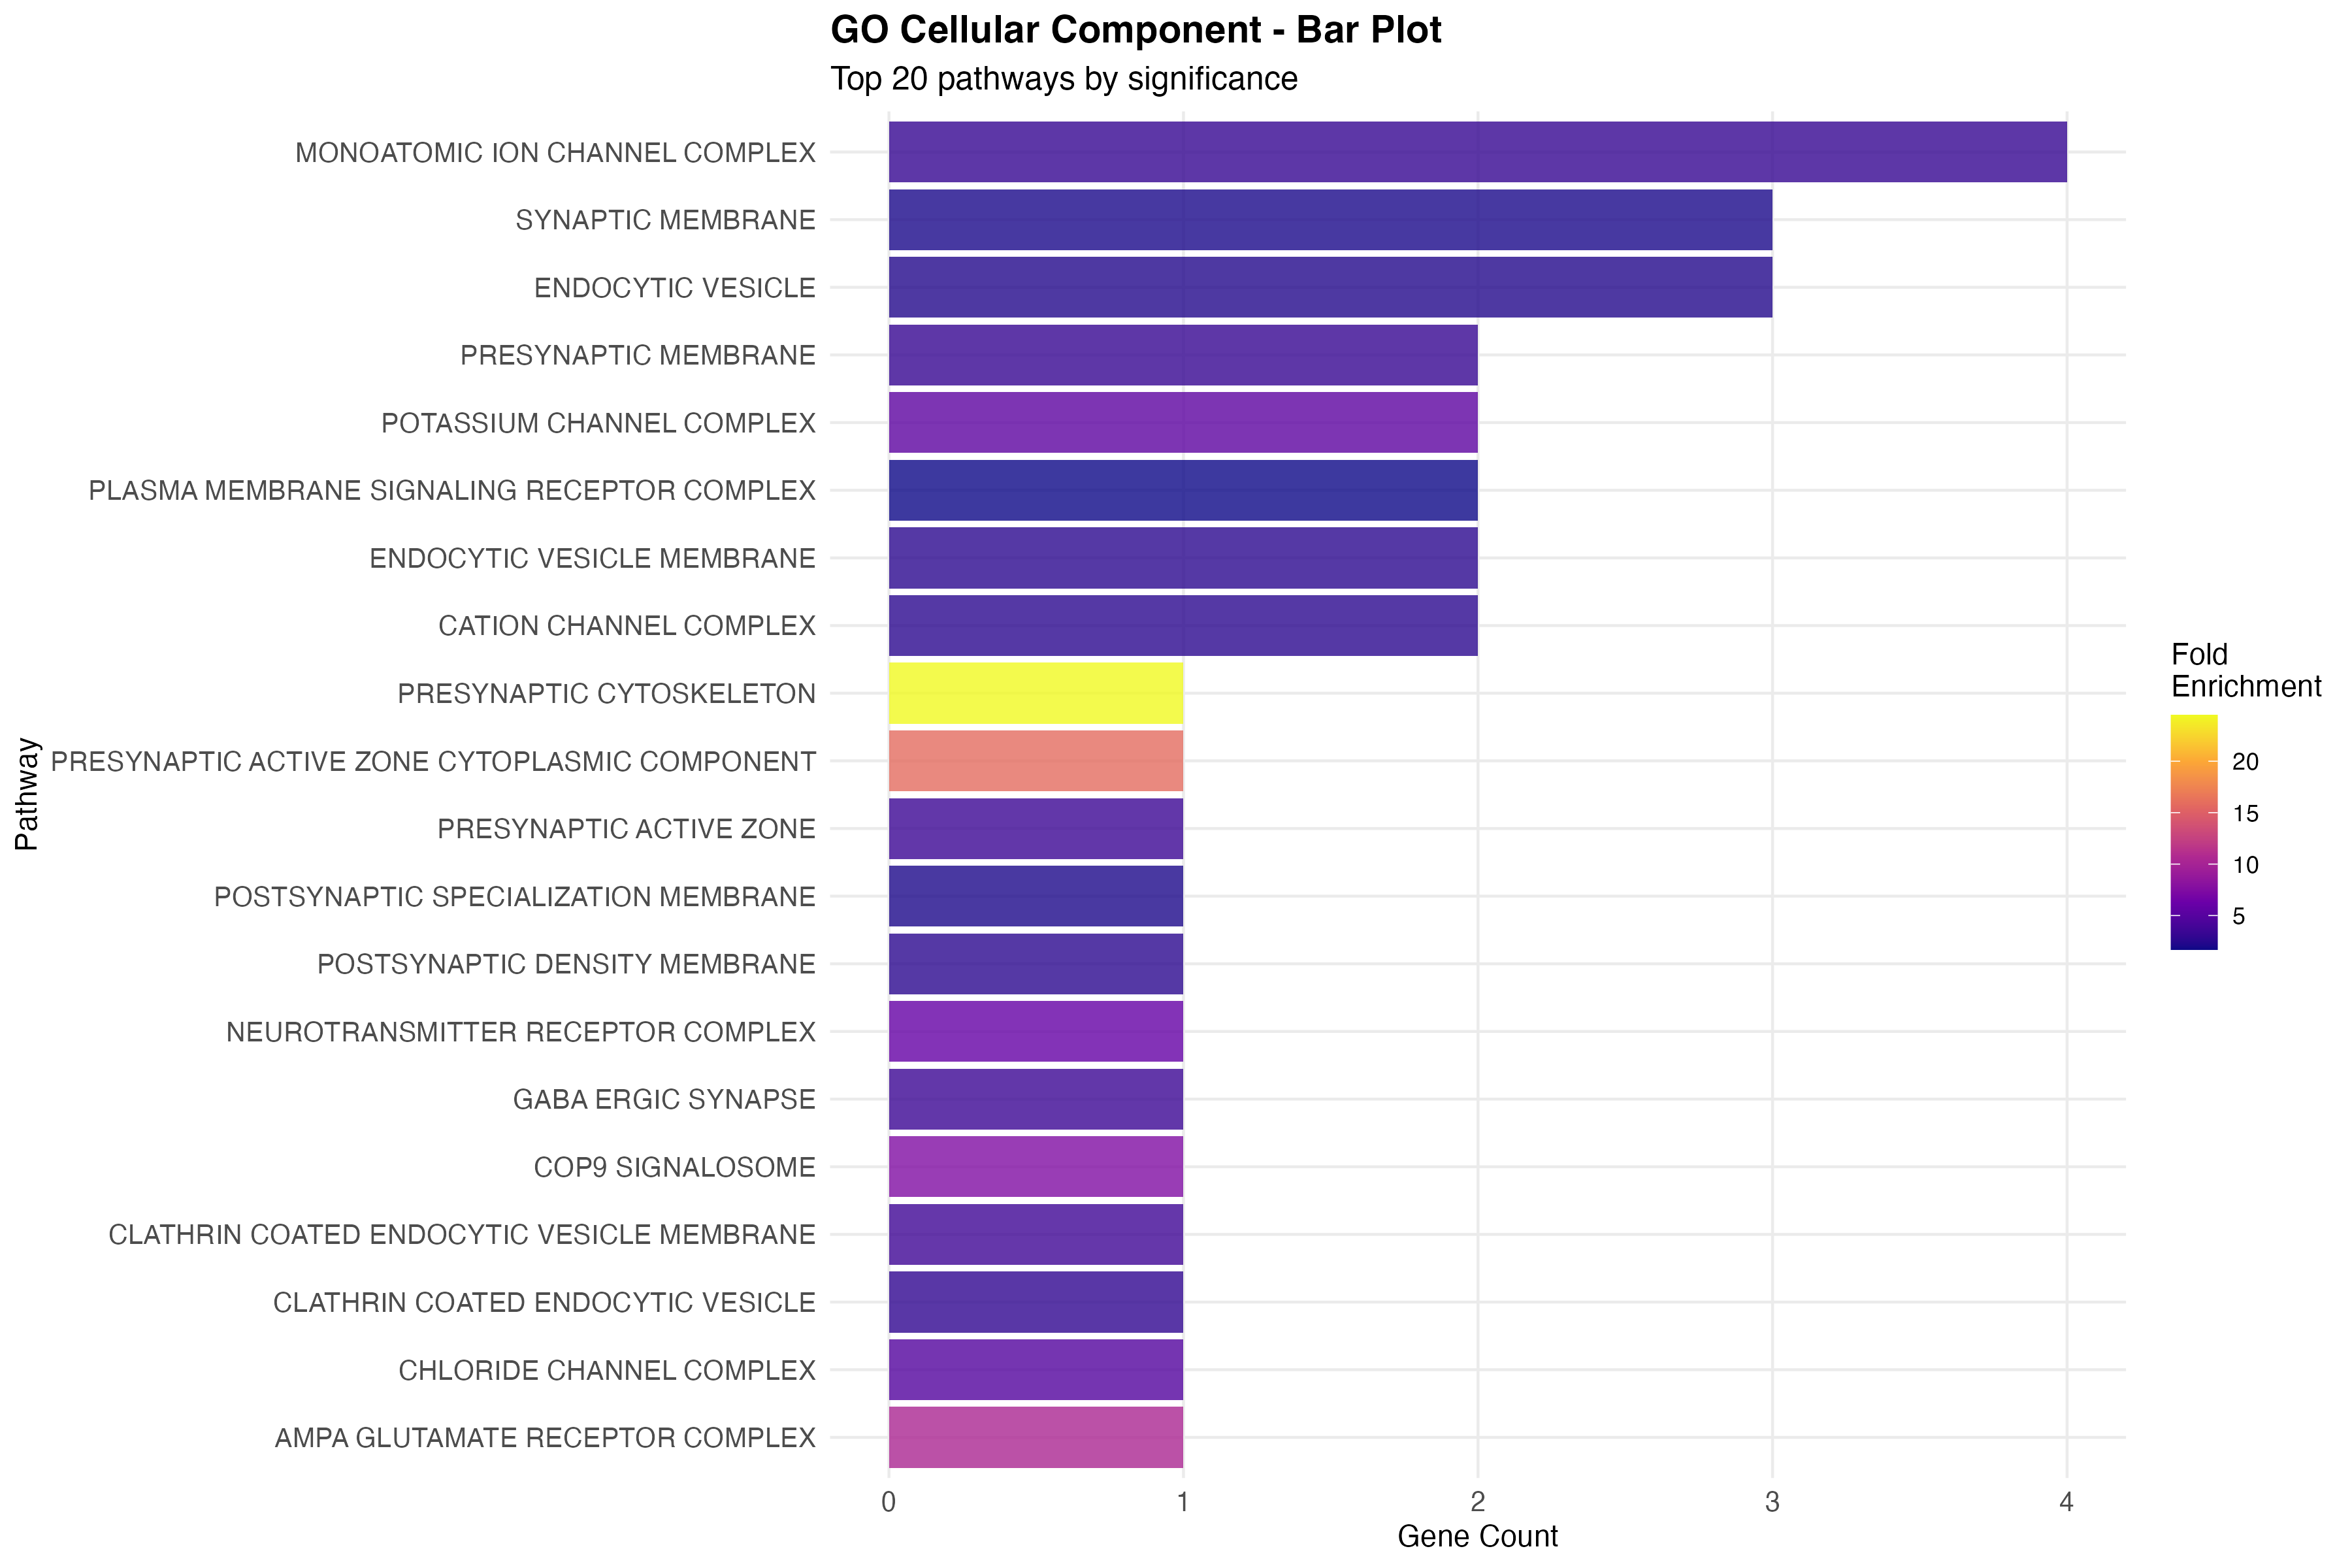 GO Cellular Component - Bar Plot
Top 20 pathways by significance
MONOATOMIC ION CHANNEL COMPLEX
SYNAPTIC MEMBRANE
ENDOCYTIC VESICLE
PRESYNAPTIC MEMBRANE
POTASSIUM CHANNEL COMPLEX
PLASMA MEMBRANE SIGNALING RECEPTOR COMPLEX
ENDOCYTIC VESICLE MEMBRANE
CATION CHANNEL COMPLEX
PRESYNAPTIC CYTOSKELETON
PRESYNAPTIC ACTIVE ZONE CYTOPLASMIC COMPONENT
PRESYNAPTIC ACTIVE ZONE
POSTSYNAPTIC SPECIALIZATION MEMBRANE
POSTSYNAPTIC DENSITY MEMBRANE
NEUROTRANSMITTER RECEPTOR COMPLEX
GABA ERGIC SYNAPSE
COP9 SIGNALOSOME
CLATHRIN COATED ENDOCYTIC VESICLE MEMBRANE
CLATHRIN COATED ENDOCYTIC VESICLE
CHLORIDE CHANNEL COMPLEX
AMPA GLUTAMATE RECEPTOR COMPLEX
Pathway
0 1 2 3 4
Gene Count
Fold
Enrichment
20
15
10
5